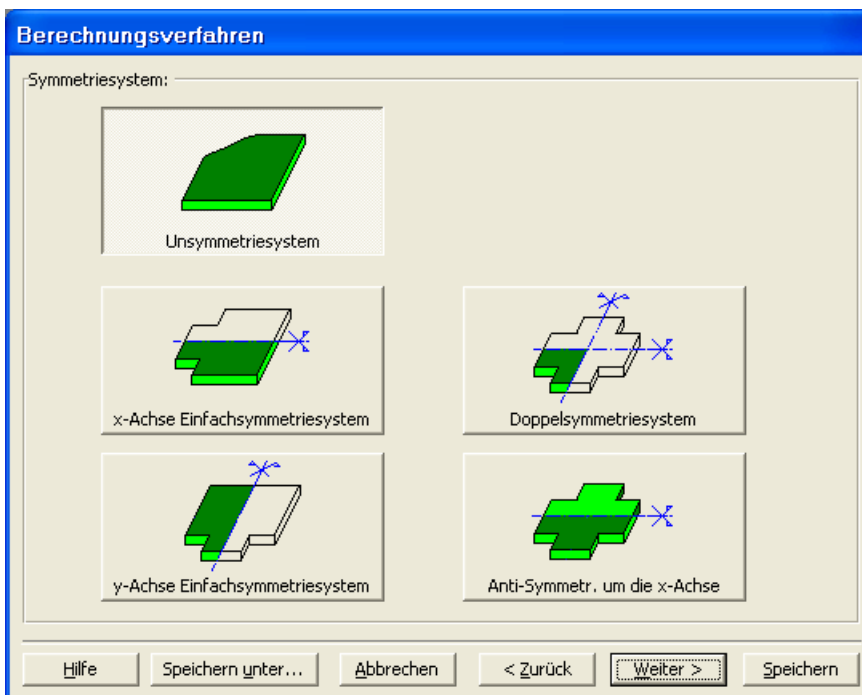 Berechnungsverfahren
Symmetriesystem:
Unsymmetriesystem
x-Achse Einfachsymmetriesystem
Doppelsymmetriesystem
y-Achse Einfachsymmetriesystem
Anti-Symmetr. um die x-Achse
Hilfe
Speichern unter...
Abbrechen
< Zurück
Weiter >
Speichern